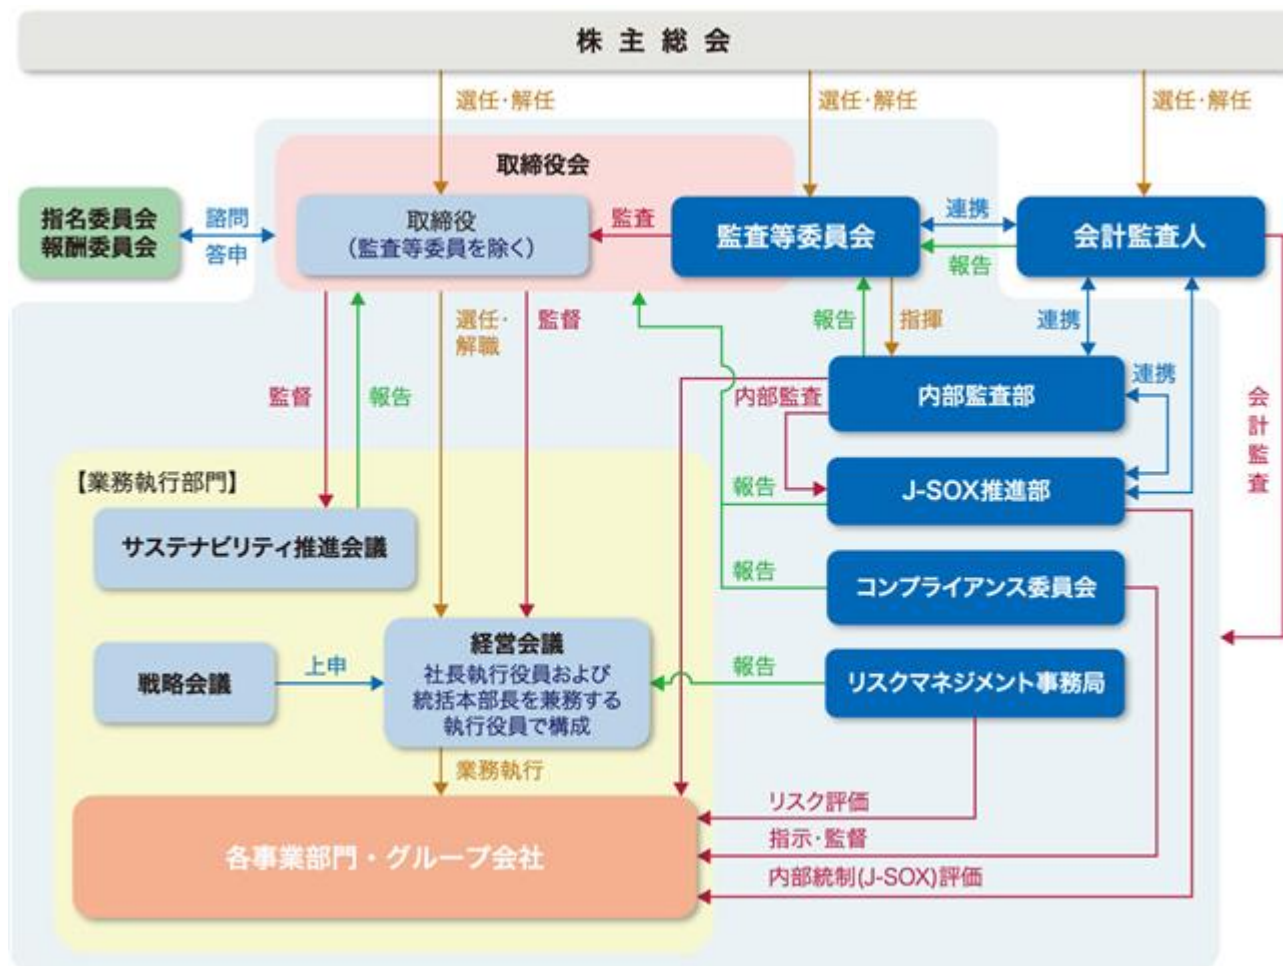 株主総会
選任・解任
選任・解任
選任・解任
取締役会
指名委員会
報酬委員会
諮問
答申
取締役
(監査等委員を除く)
監査
監査等委員会
連携
報告
会計監査人
監督
報告
選任・
解職
監督
報告
指揮
連携
内部監査
内部監査部
連携
会計監査
【業務執行部門】
サステナビリティ推進会議
報告
J-SOX推進部
報告
コンプライアンス委員会
戦略会議
上申
経営会議
社長執行役員および
統括本部長を兼務する
執行役員で構成
報告
リスクマネジメント事務局
業務執行
各事業部門・グループ会社
リスク評価
指示・監督
内部統制(J-SOX)評価